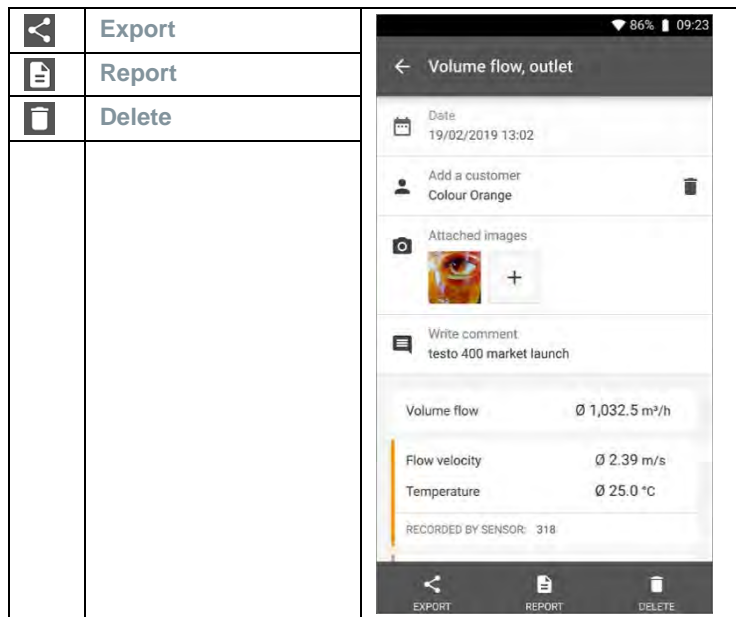 Export
Report
Delete
86% 09:23
Volume flow, outlet
Date
19/02/2019 13:02
Add a customer
Colour Orange
Attached images
+
Write comment
testo 400 market launch
Volume flow Ø 1,032.5 m³/h
Flow velocity Ø 2.39 m/s
Temperature Ø 25.0 °C
RECORDED BY SENSOR: 318
EXPORT REPORT DELETE